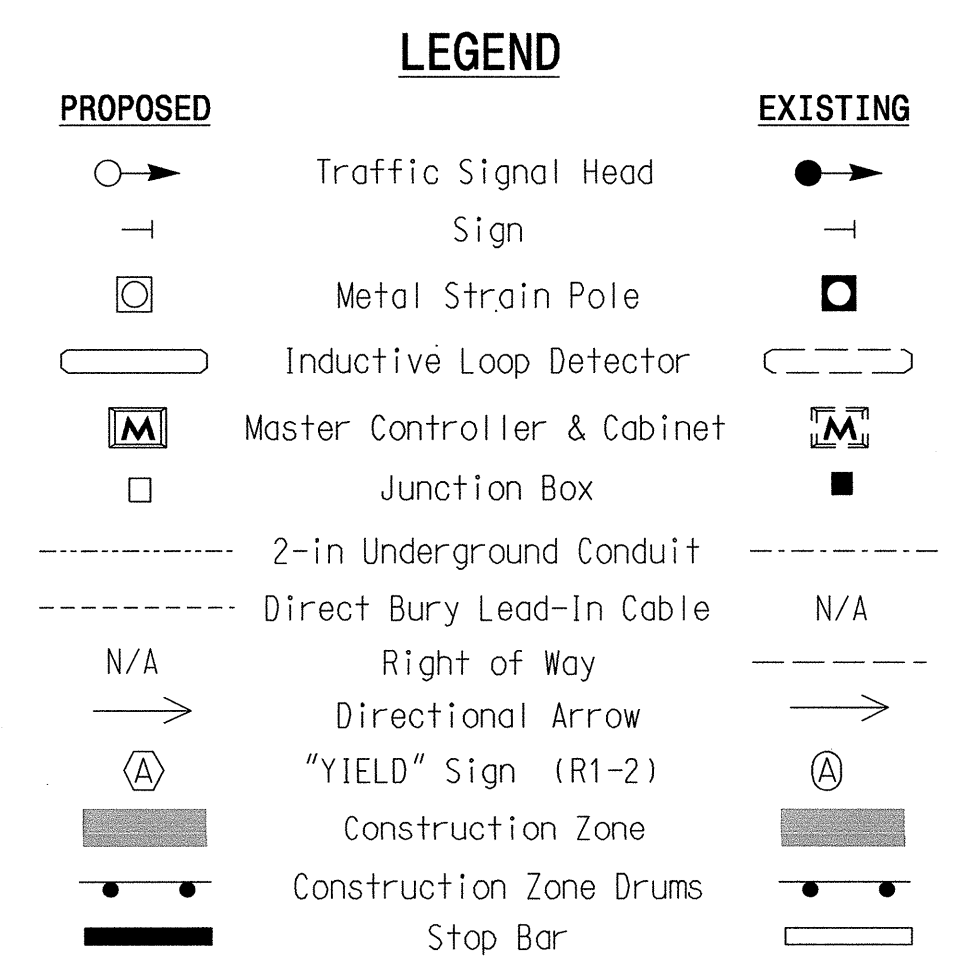 LEGEND
PROPOSED EXISTING
Traffic Signal Head
Sign
Metal Strain Pole
Inductive Loop Detector
M Master Controller & Cabinet M
Junction Box
2-in Underground Conduit
Direct Bury Lead-In Cable N/A
N/A Right of Way
Directional Arrow
A "YIELD" Sign (R1-2) A
Construction Zone
Construction Zone Drums
Stop Bar